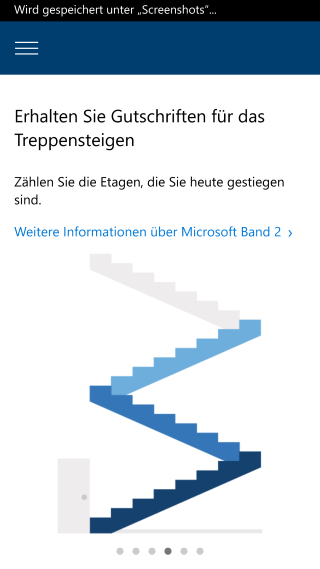 Wird gespeichert unter „Screenshots“...
Erhalten Sie Gutschriften für das
Treppensteigen
Zählen Sie die Etagen, die Sie heute gestiegen
sind.
Weitere Informationen über Microsoft Band 2 ›